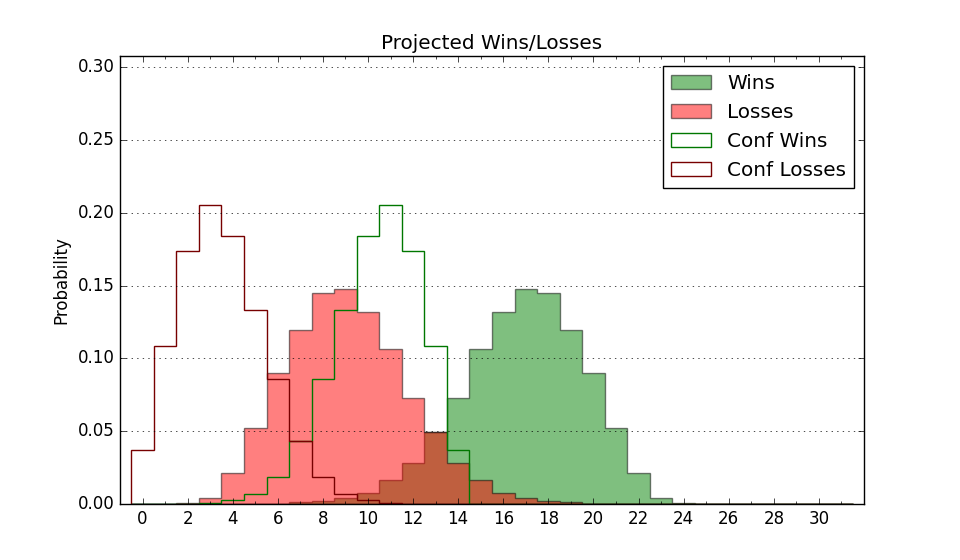 Projected Wins/Losses
0.30
0.25
0.20
0.15
0.10
0.05
0.00
Probability
Wins
Losses
Conf Wins
Conf Losses
0 2 4 6 8 10 12 14 16 18 20 22 24 26 28 30